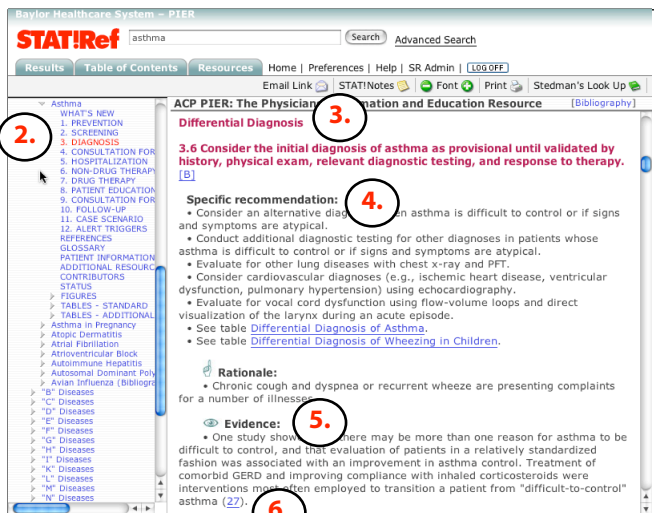 Baylor Healthcare System – PIER
STAT!Ref asthma Search Advanced Search
Results Table of Contents Resources Home | Preferences | Help | SR Admin | LOG OFF
Email Link STAT!Notes Font Print Stedman's Look Up
Asthma
WHAT'S NEW
1. PREVENTION
2. SCREENING
3. DIAGNOSIS
4. CONSULTATION FOR
5. HOSPITALIZATION
6. NON-DRUG THERAPY
7. DRUG THERAPY
8. PATIENT EDUCATION
9. CONSULTATION FOR
10. FOLLOW-UP
11. CASE SCENARIO
12. ALERT TRIGGERS
REFERENCES
GLOSSARY
PATIENT INFORMATION
ADDITIONAL RESOURC
CONTRIBUTORS
STATUS
FIGURES
TABLES - STANDARD
TABLES - ADDITIONAL
Asthma in Pregnancy
Atopic Dermatitis
Atrial Fibrillation
Atrioventricular Block
Autoimmune Hepatitis
Autosomal Dominant Poly
Avian Influenza (Bibliogra
"B" Diseases
"C" Diseases
"D" Diseases
"E" Diseases
"F" Diseases
"G" Diseases
"H" Diseases
"I" Diseases
"K" Diseases
"L" Diseases
"M" Diseases
"N" Diseases
2.
ACP PIER: The Physician mation and Education Resource [Bibliography]
3.
Differential Diagnosis
3.6 Consider the initial diagnosis of asthma as provisional until validated by
history, physical exam, relevant diagnostic testing, and response to therapy.
[B]
Specific recommendation:
4.
• Consider an alternative diag en asthma is difficult to control or if signs
and symptoms are atypical.
• Conduct additional diagnostic testing for other diagnoses in patients whose
asthma is difficult to control or if signs and symptoms are atypical.
• Evaluate for other lung diseases with chest x-ray and PFT.
• Consider cardiovascular diagnoses (e.g., ischemic heart disease, ventricular
dysfunction, pulmonary hypertension) using echocardiography.
• Evaluate for vocal cord dysfunction using flow-volume loops and direct
visualization of the larynx during an acute episode.
• See table Differential Diagnosis of Asthma.
• See table Differential Diagnosis of Wheezing in Children.
Rationale:
• Chronic cough and dyspnea or recurrent wheeze are presenting complaints
for a number of illnesses.
Evidence:
5.
• One study show there may be more than one reason for asthma to be
difficult to control, and that evaluation of patients in a relatively standardized
fashion was associated with an improvement in asthma control. Treatment of
comorbid GERD and improving compliance with inhaled corticosteroids were
interventions most often employed to transition a patient from "difficult-to-control"
asthma (27).
6.